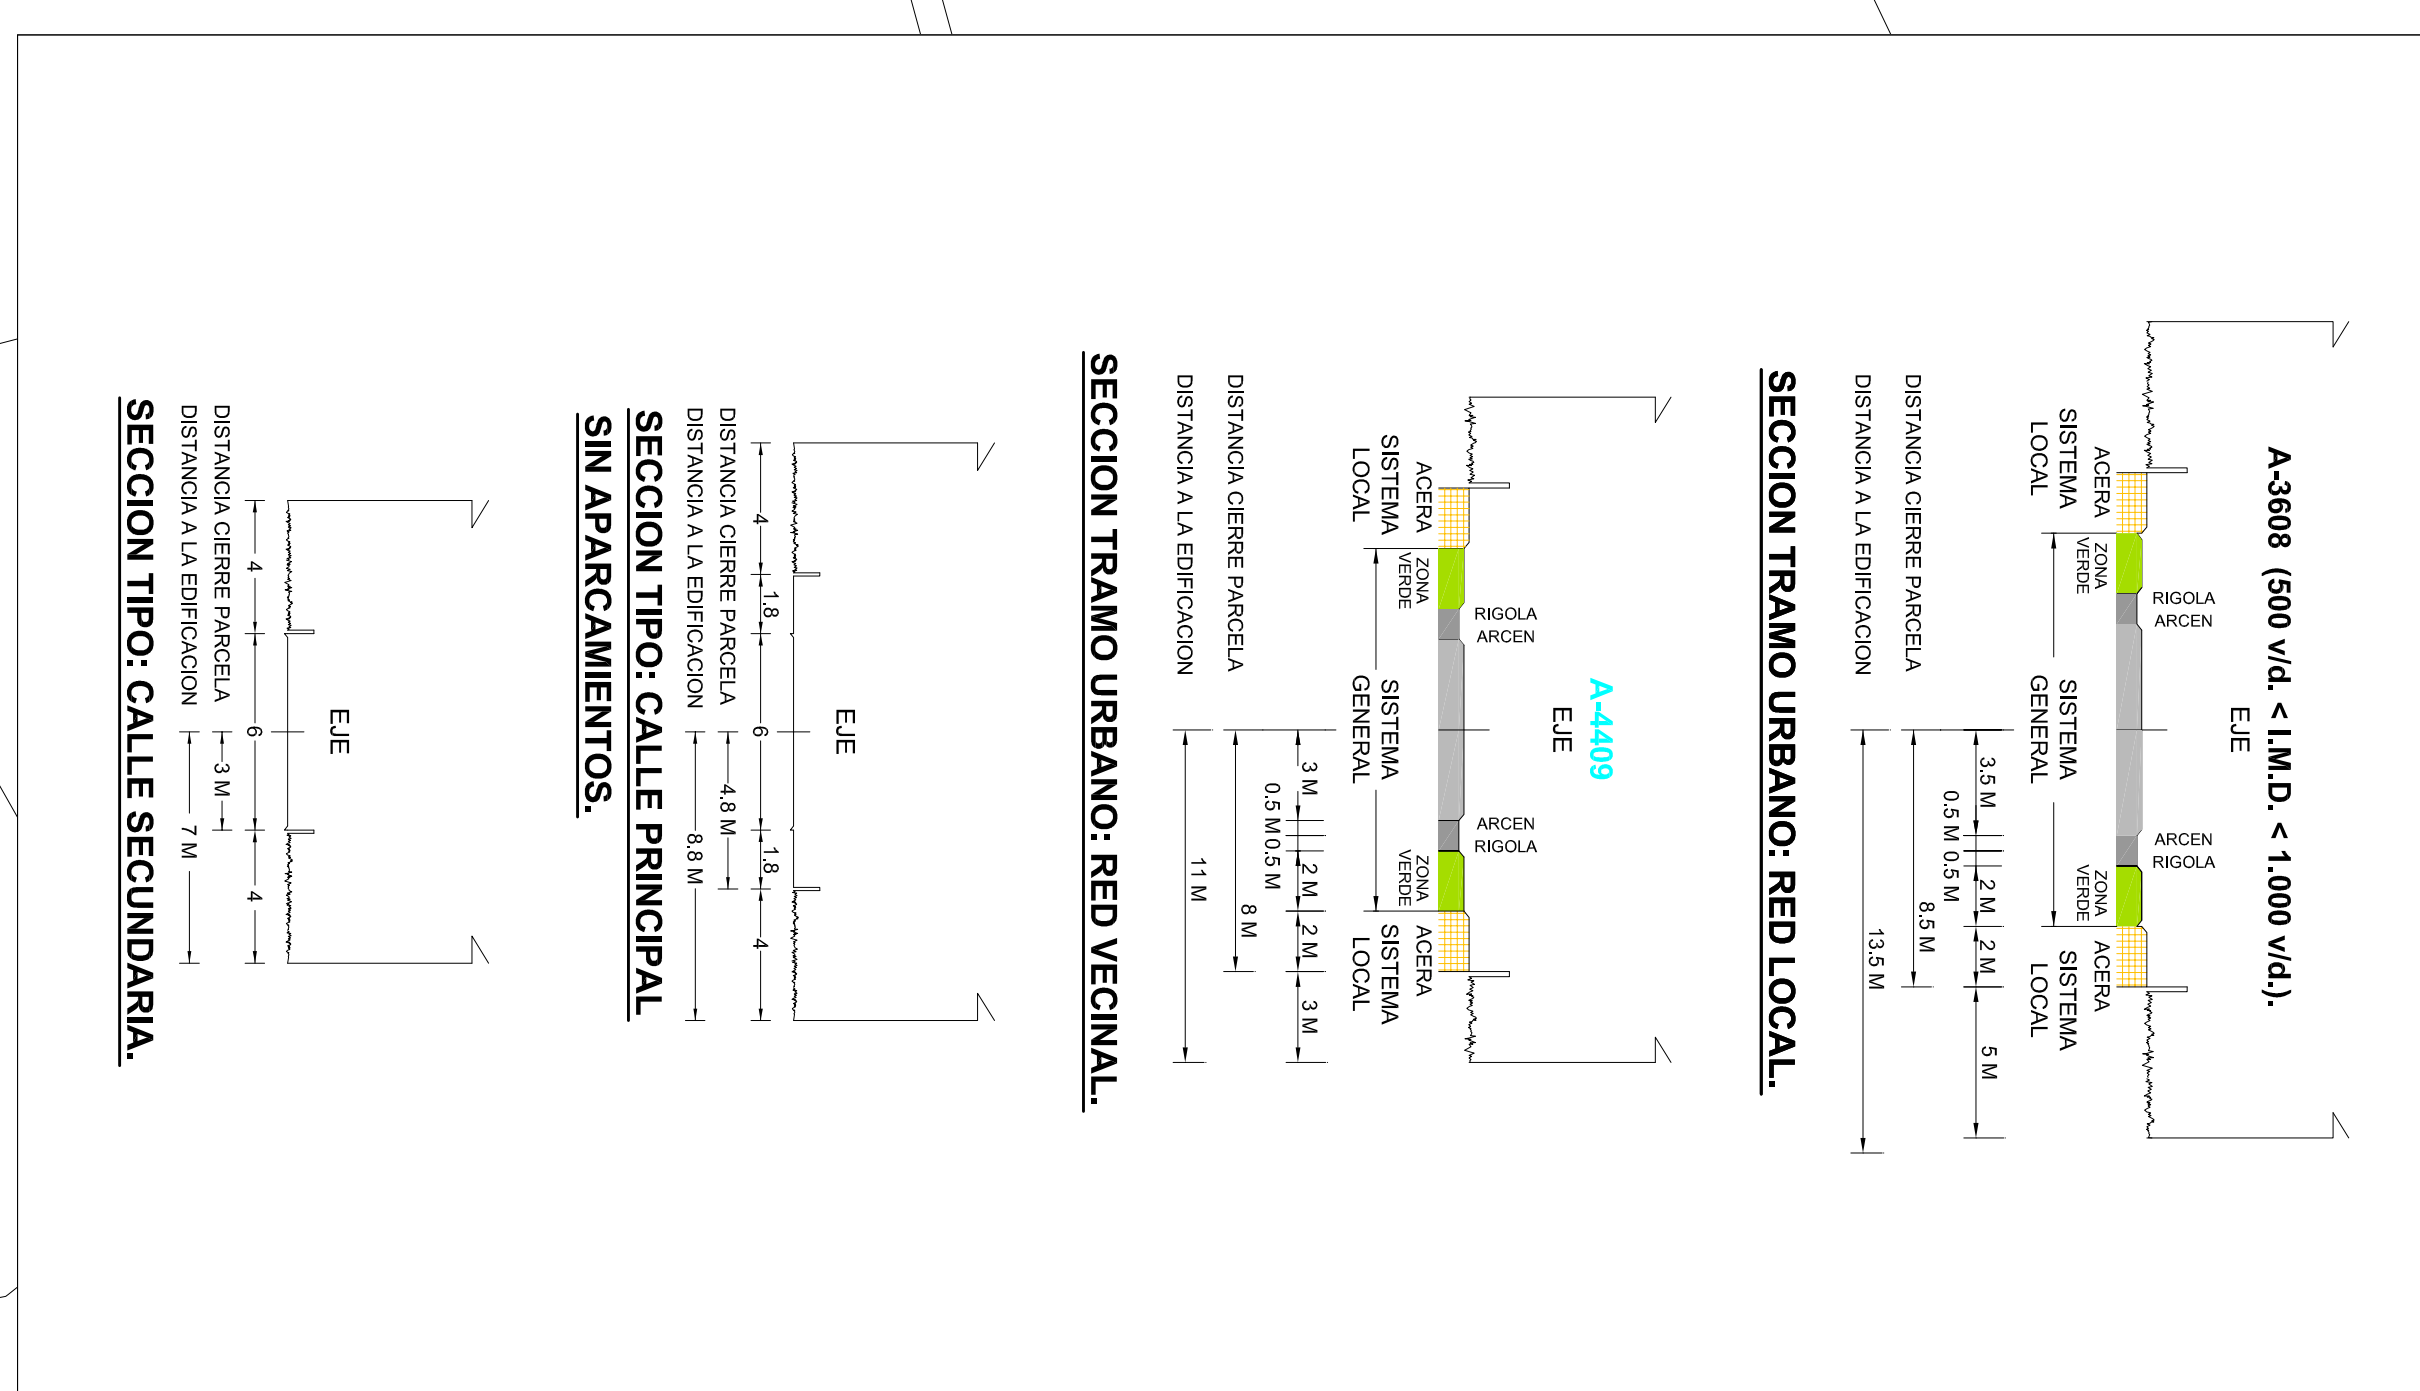 A-3608 (500 v/d. < I.M.D. < 1.000 v/d.).
EJE
RIGOLA
ARCEN
ARCEN
RIGOLA
ACERA
ZONA
VERDE
ZONA
VERDE
ACERA
SISTEMA
LOCAL
SISTEMA
GENERAL
SISTEMA
LOCAL
3.5 M
0.5 M
0.5 M
2 M
2 M
5 M
DISTANCIA CIERRE PARCELA
8.5 M
DISTANCIA A LA EDIFICACION
13.5 M
SECCION TRAMO URBANO: RED LOCAL.
A-4409
EJE
RIGOLA
ARCEN
ARCEN
RIGOLA
ACERA
ZONA
VERDE
ZONA
VERDE
ACERA
SISTEMA
LOCAL
SISTEMA
GENERAL
SISTEMA
LOCAL
3 M
0.5 M
0.5 M
2 M
2 M
3 M
DISTANCIA CIERRE PARCELA
8 M
DISTANCIA A LA EDIFICACION
11 M
SECCION TRAMO URBANO: RED VECINAL.
EJE
4
1.8
6
1.8
4
DISTANCIA CIERRE PARCELA
4.8 M
DISTANCIA A LA EDIFICACION
8.8 M
SECCION TIPO: CALLE PRINCIPAL
SIN APARCAMIENTOS.
EJE
4
6
4
DISTANCIA CIERRE PARCELA
3 M
DISTANCIA A LA EDIFICACION
7 M
SECCION TIPO: CALLE SECUNDARIA.